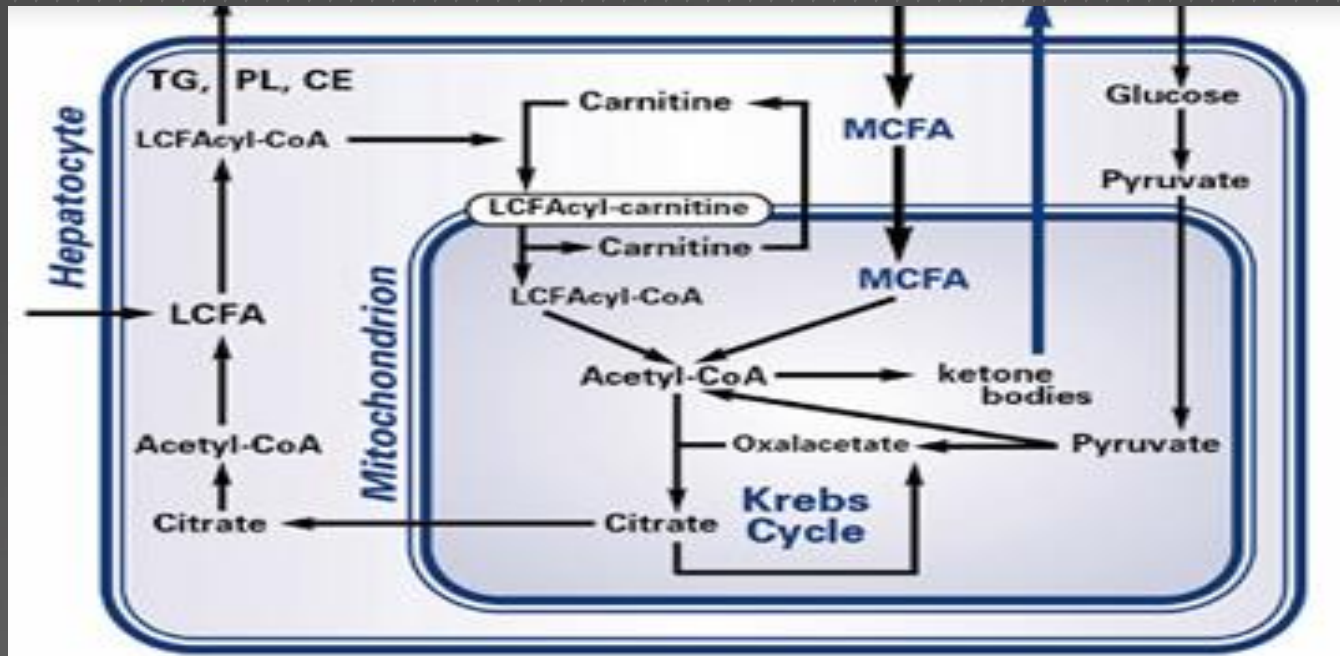 TG, PL, CE
LCFAcyl-CoA
LCFA
Acetyl-CoA
Citrate
Hepatocyte
Mitochondrion
Carnitine
LCFAcyl-carnitine
Carnitine
LCFAcyl-CoA
MCFA
MCFA
Acetyl-CoA
ketone
bodies
Oxalacetate
Citrate
Krebs
Cycle
Glucose
Pyruvate
Pyruvate